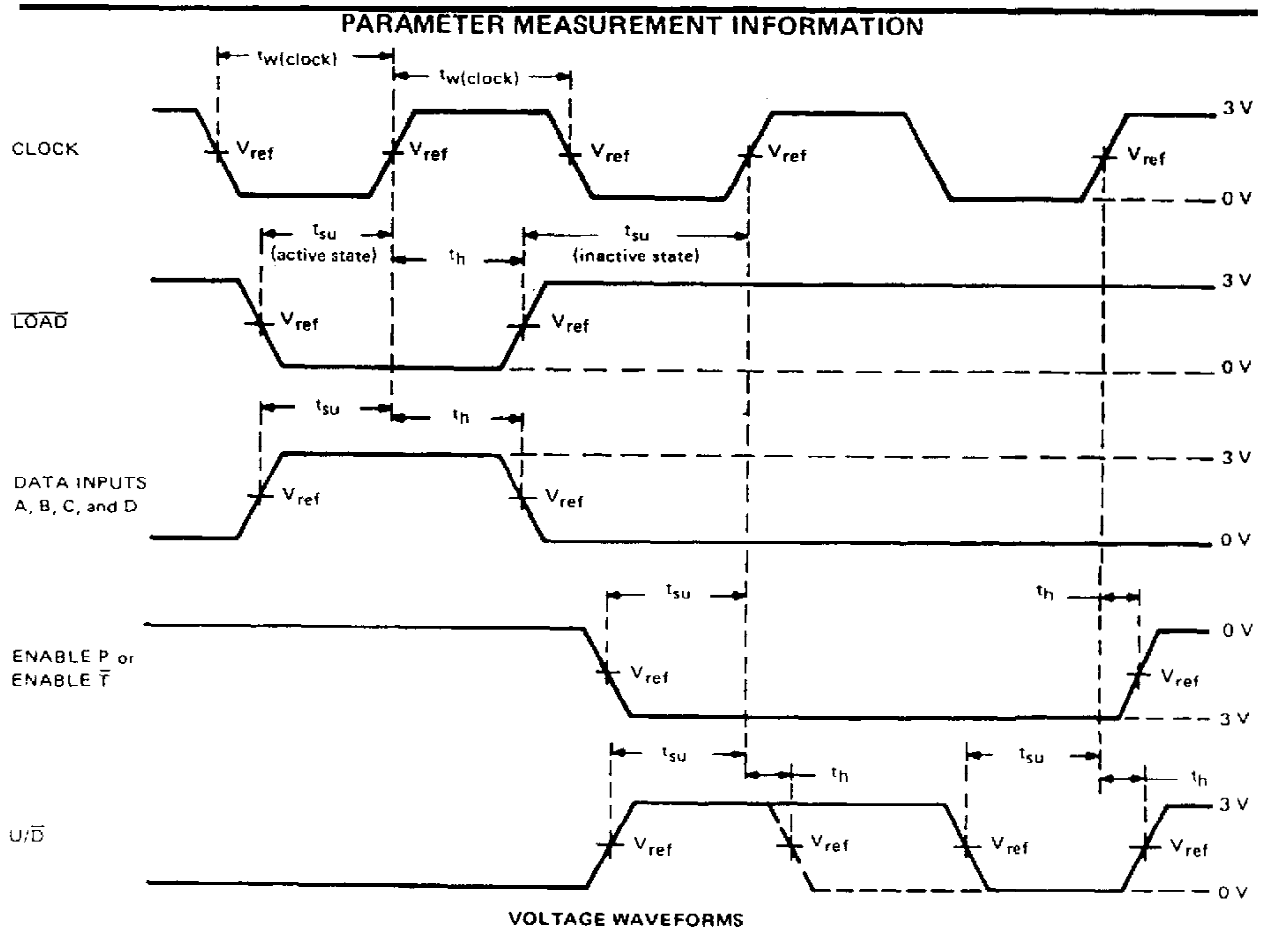 PARAMETER MEASUREMENT INFORMATION
tw(clock)
tw(clock)
3 V
CLOCK
Vref
Vref
Vref
Vref
Vref
0 V
tsu
(active state)
th
tsu
(inactive state)
3 V
LOAD
Vref
Vref
0 V
tsu
th
3 V
DATA INPUTS
A, B, C, and D
Vref
Vref
0 V
tsu
th
0 V
ENABLE P or
ENABLE T̅
Vref
Vref
3 V
tsu
th
tsu
th
3 V
U/D̅
Vref
Vref
Vref
Vref
0 V
VOLTAGE WAVEFORMS